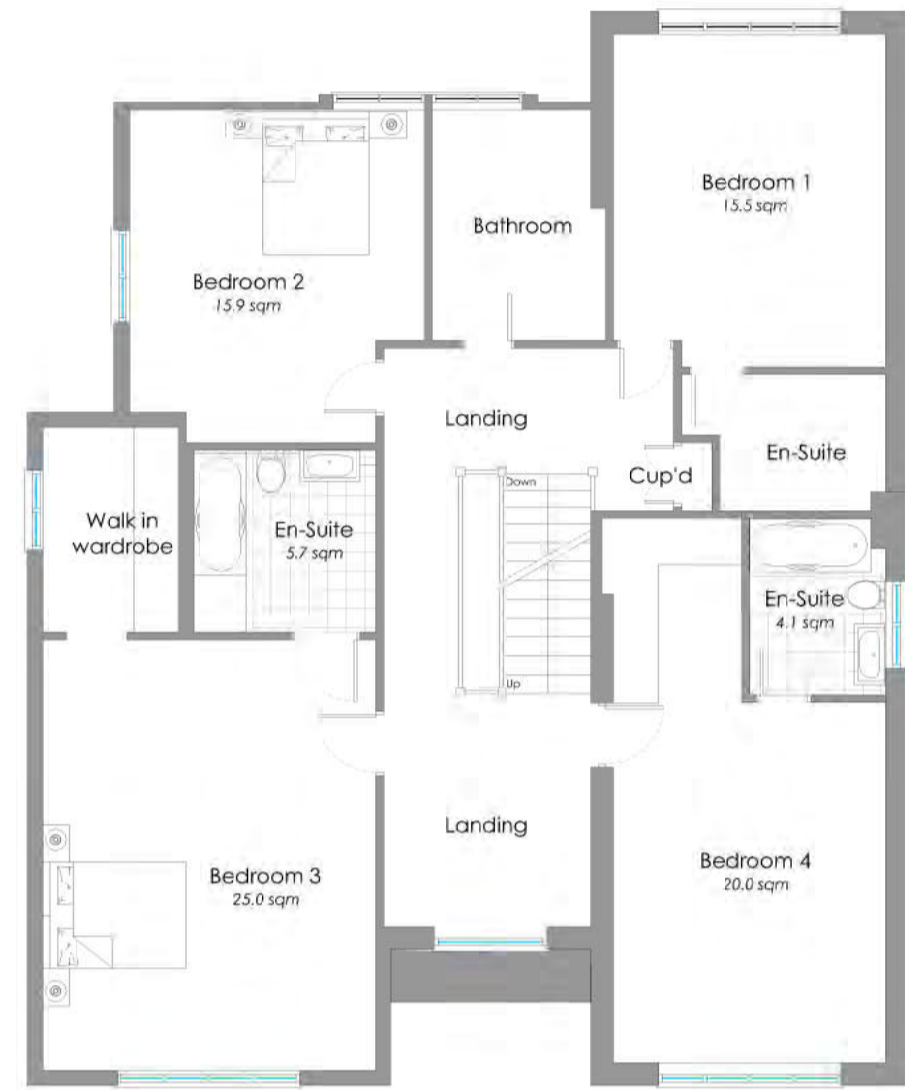 Bedroom 1
15.5 sqm
Bathroom
Bedroom 2
15.9 sqm
Landing
En-Suite
Cup'd
Down
Walk in
wardrobe
En-Suite
5.7 sqm
En-Suite
4.1 sqm
Up
Landing
Bedroom 3
25.0 sqm
Bedroom 4
20.0 sqm